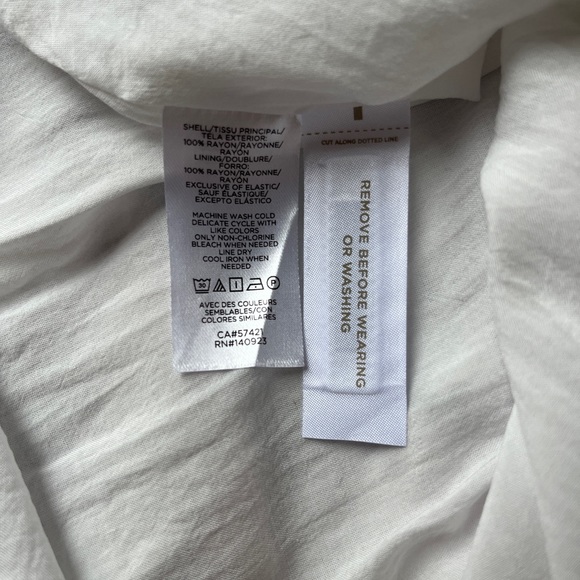 SHELL/TISSU PRINCIPAL/
TELA EXTERIOR:
100% RAYON/RAYONNE/
RAYÓN
LINING/DOUBLURE/
FORRO:
100% RAYON/RAYONNE/
RAYÓN
EXCLUSIVE OF ELASTIC/
SAUF ÉLASTIQUE/
EXCEPTO ELÁSTICO
MACHINE WASH COLD
DELICATE CYCLE WITH
LIKE COLORS
ONLY NON-CHLORINE
BLEACH WHEN NEEDED
LINE DRY
COOL IRON WHEN
NEEDED
30
P
AVEC DES COULEURS
SEMBLABLES/CON
COLORES SIMILARES
CA#57421
RN#140923
CUT ALONG DOTTED LINE
REMOVE BEFORE WEARING
OR WASHING